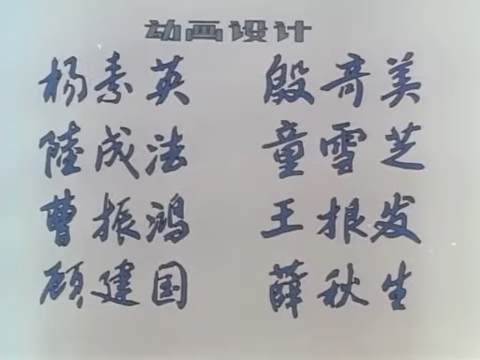 动画设计
杨素英 殷奇美
陸成法 童雪芝
曹振鸿 王根发
顾建国 薛秋生